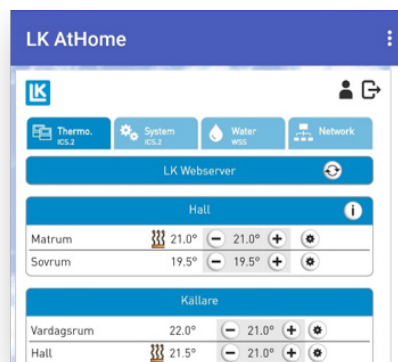 LK AtHome
LK
Thermo. System Water Network
ICS.2 ICS.2 WSS
LK Webserver
Hall i
Matrum 21.0° − 21.0° +
Sovrum 19.5° − 19.5° +
Källare
Vardagsrum 22.0° − 21.0° +
Hall 21.5° − 21.0° +